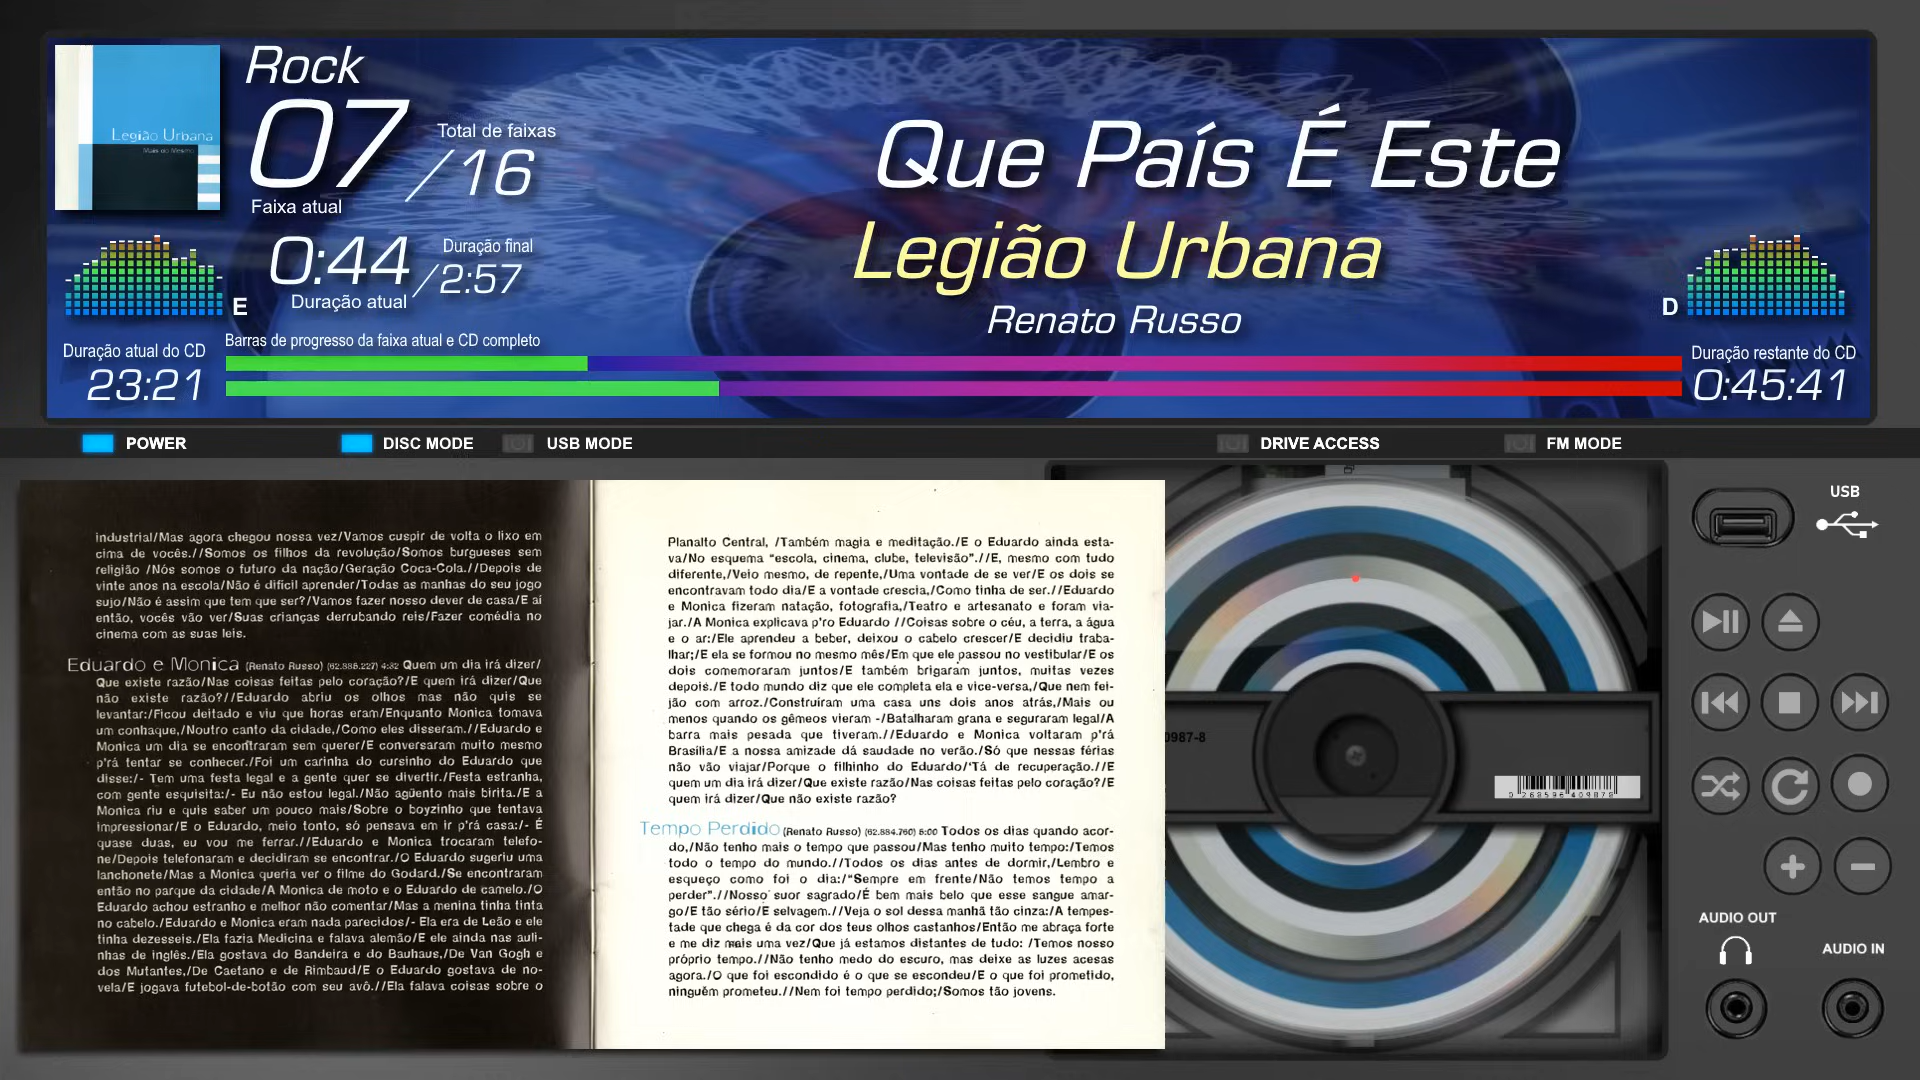 Legião Urbana
Mais do Mesmo
Rock
07
Total de faixas
/16
Faixa atual
0:44
Duração final
/2:57
Duração atual
Que País É Este
Legião Urbana
Renato Russo
E
D
Barras de progresso da faixa atual e CD completo
Duração atual do CD
23:21
Duração restante do CD
0:45:41
POWER
DISC MODE
USB MODE
DRIVE ACCESS
FM MODE
industrial/Mas agora chegou nossa vez/Vamos cuspir de volta o lixo em
cima de vocês.//Somos os filhos da revolução/Somos burgueses sem
religião /Nós somos o futuro da nação/Geração Coca-Cola.//Depois de
vinte anos na escola/Não é difícil aprender/Todas as manhas do seu jogo
sujo/Não é assim que tem que ser?/Vamos fazer nosso dever de casa/E aí
então, vocês vão ver/Suas crianças derrubando reis/Fazer comédia no
cinema com as suas leis.
Eduardo e Monica (Renato Russo) (62.885.227) 4:32 Quem um dia irá dizer/
Que existe razão/Nas coisas feitas pelo coração?/E quem irá dizer/Que
não existe razão?//Eduardo abriu os olhos mas não quis se
levantar:/Ficou deitado e viu que horas eram/Enquanto Monica tomava
um conhaque,/Noutro canto da cidade,/Como eles disseram.//Eduardo e
Monica um dia se encontraram sem querer/E conversaram muito mesmo
p'rá tentar se conhecer./Foi um carinha do cursinho do Eduardo que
disse:/- Tem uma festa legal e a gente quer se divertir./Festa estranha,
com gente esquisita:/- Eu não estou legal./Não agüento mais birita./E a
Monica riu e quis saber um pouco mais/Sobre o boyzinho que tentava
impressionar/E o Eduardo, meio tonto, só pensava em ir p'rá casa:/- É
quase duas, eu vou me ferrar.//Eduardo e Monica trocaram telefo-
ne/Depois telefonaram e decidiram se encontrar./O Eduardo sugeriu uma
lanchonete/Mas a Monica queria ver o filme do Godard./Se encontraram
então no parque da cidade/A Monica de moto e o Eduardo de camelo./O
Eduardo achou estranho e melhor não comentar/Mas a menina tinha tinta
no cabelo./Eduardo e Monica eram nada parecidos/- Ela era de Leão e ele
tinha dezesseis./Ela fazia Medicina e falava alemão/E ele ainda nas auli-
nhas de inglês./Ela gostava do Bandeira e do Bauhaus,/De Van Gogh e
dos Mutantes,/De Caetano e de Rimbaud/E o Eduardo gostava de no-
vela/E jogava futebol-de-botão com seu avô.//Ela falava coisas sobre o
Planalto Central, /Também magia e meditação./E o Eduardo ainda esta-
va/No esquema "escola, cinema, clube, televisão".//E, mesmo com tudo
diferente,/Veio mesmo, de repente,/Uma vontade de se ver/E os dois se
encontravam todo dia/E a vontade crescia,/Como tinha de ser.//Eduardo
e Monica fizeram natação, fotografia,/Teatro e artesanato e foram via-
jar./A Monica explicava p'ro Eduardo //Coisas sobre o céu, a terra, a água
e o ar:/Ele aprendeu a beber, deixou o cabelo crescer/E decidiu traba-
lhar;/E ela se formou no mesmo mês/Em que ele passou no vestibular/E os
dois comemoraram juntos/E também brigaram juntos, muitas vezes
depois./E todo mundo diz que ele completa ela e vice-versa,/Que nem fei-
jão com arroz./Construíram uma casa uns dois anos atrás,/Mais ou
menos quando os gêmeos vieram -/Batalharam grana e seguraram legal/A
barra mais pesada que tiveram.//Eduardo e Monica voltaram p'rá
Brasília/E a nossa amizade dá saudade no verão./Só que nessas férias
não vão viajar/Porque o filhinho do Eduardo/'Tá de recuperação.//E
quem um dia irá dizer/Que existe razão/Nas coisas feitas pelo coração?/E
quem irá dizer/Que não existe razão?
Tempo Perdido (Renato Russo) (62.884.760) 5:00 Todos os dias quando acor-
do,/Não tenho mais o tempo que passou/Mas tenho muito tempo:/Temos
todo o tempo do mundo.//Todos os dias antes de dormir,/Lembro e
esqueço como foi o dia:/"Sempre em frente/Não temos tempo a
perder".//Nosso suor sagrado/É bem mais belo que esse sangue amar-
go/E tão sério/E selvagem.//Veja o sol dessa manhã tão cinza:/A tempes-
tade que chega é da cor dos teus olhos castanhos/Então me abraça forte
e me diz mais uma vez/Que já estamos distantes de tudo: /Temos nosso
próprio tempo.//Não tenho medo do escuro, mas deixe as luzes acesas
agora./O que foi escondido é o que se escondeu/E o que foi prometido,
ninguém prometeu.//Nem foi tempo perdido;/Somos tão jovens.
0987-8
0 268596 409878
USB
AUDIO OUT
AUDIO IN